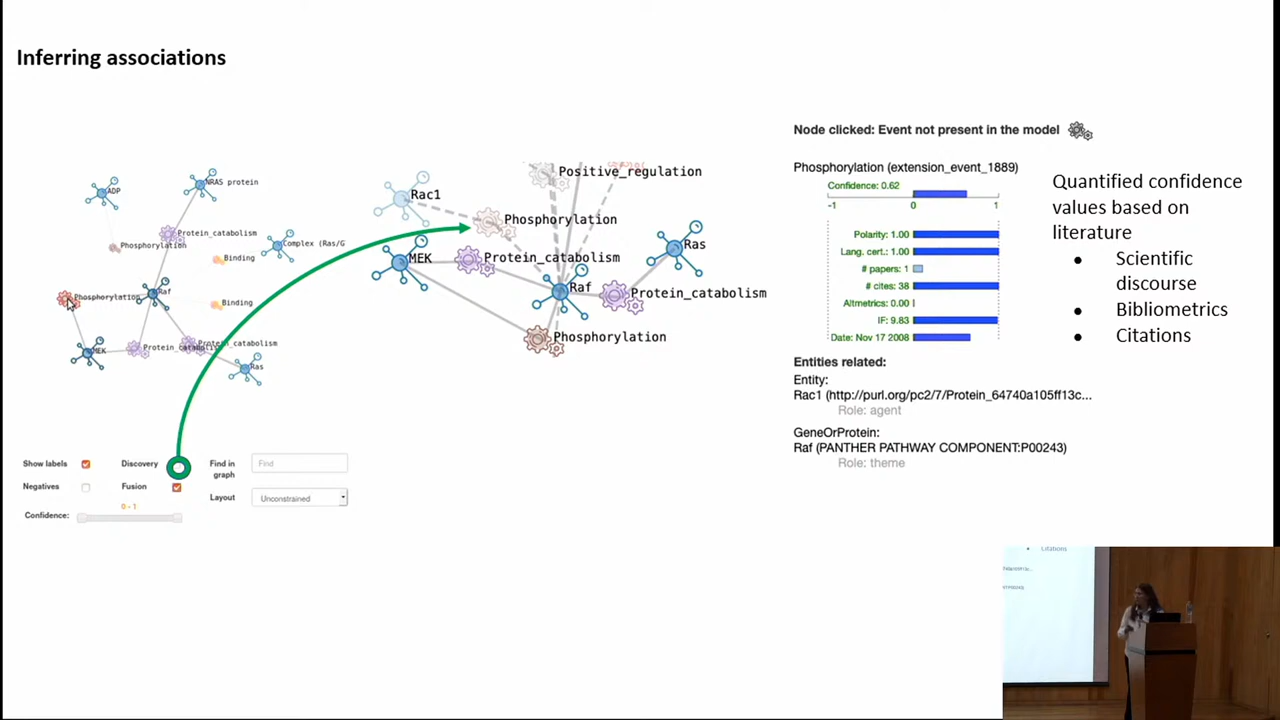 Inferring associations
ADP
NRAS protein
Phosphorylation
Protein_catabolism
Complex (Ras/G
Binding
Phosphorylation
Raf
Binding
MEK
Protein_catabolism
Protein_catabolism
Ras
Show labels
Discovery
Find in
graph
Find
Negatives
Fusion
0 - 1
Layout
Unconstrained
Confidence:
Positive_regulation
Rac1
Phosphorylation
Ras
MEK
Protein_catabolism
Raf
Protein_catabolism
Phosphorylation
Node clicked: Event not present in the model
Phosphorylation (extension_event_1889)
Confidence: 0.62
-1 0 1
Polarity: 1.00
Lang. cert.: 1.00
# papers: 1
# cites: 38
Altmetrics: 0.00
IF: 9.83
Date: Nov 17 2008
Entities related:
Entity:
Rac1 (http://purl.org/pc2/7/Protein_64740a105ff13c...
Role: agent
GeneOrProtein:
Raf (PANTHER PATHWAY COMPONENT:P00243)
Role: theme
Quantified confidence
values based on
literature
● Scientific
discourse
● Bibliometrics
● Citations
• Citations